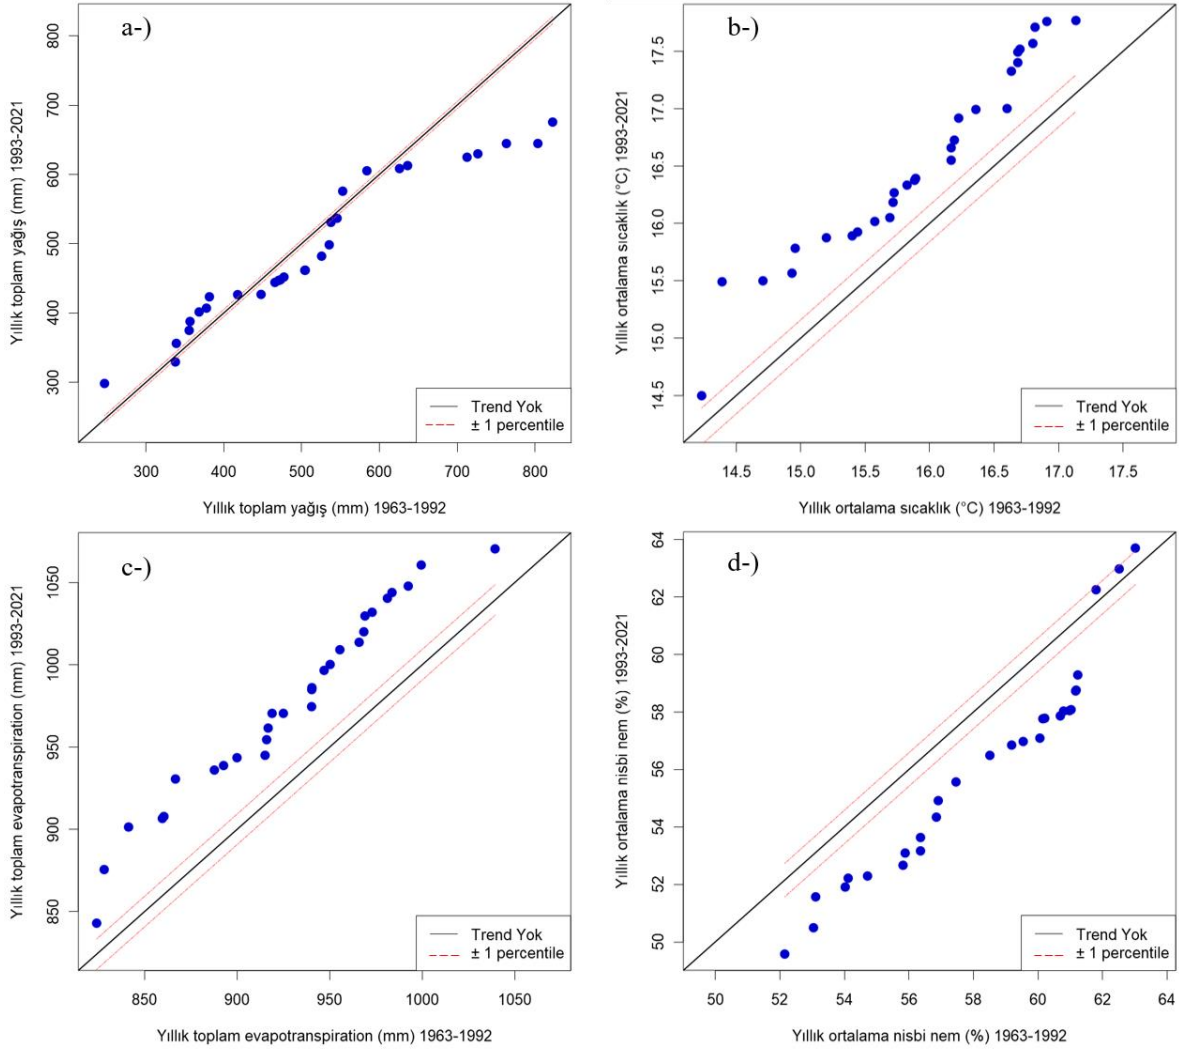 a-)
Yıllık toplam yağış (mm) 1993-2021
800
700
600
500
400
300
Trend Yok
± 1 percentile
300 400 500 600 700 800
Yıllık toplam yağış (mm) 1963-1992
b-)
Yıllık ortalama sıcaklık (°C) 1993-2021
17.5
17.0
16.5
16.0
15.5
15.0
14.5
Trend Yok
± 1 percentile
14.5 15.0 15.5 16.0 16.5 17.0 17.5
Yıllık ortalama sıcaklık (°C) 1963-1992
c-)
Yıllık toplam evapotranspiration (mm) 1993-2021
1050
1000
950
900
850
Trend Yok
± 1 percentile
850 900 950 1000 1050
Yıllık toplam evapotranspiration (mm) 1963-1992
d-)
Yıllık ortalama nisbi nem (%) 1993-2021
64
62
60
58
56
54
52
50
Trend Yok
± 1 percentile
50 52 54 56 58 60 62 64
Yıllık ortalama nisbi nem (%) 1963-1992